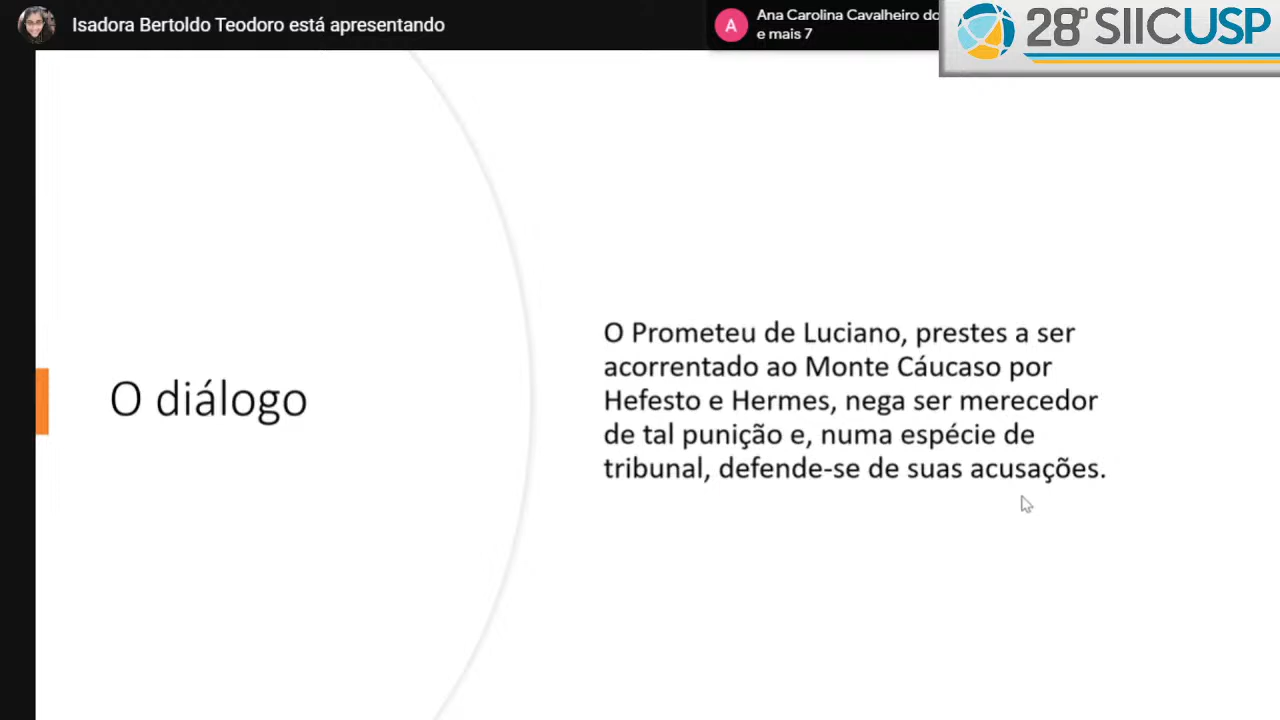 Isadora Bertoldo Teodoro está apresentando
A
Ana Carolina Cavalheiro do
e mais 7
28º SIICUSP
O diálogo
O Prometeu de Luciano, prestes a ser
acorrentado ao Monte Cáucaso por
Hefesto e Hermes, nega ser merecedor
de tal punição e, numa espécie de
tribunal, defende-se de suas acusações.